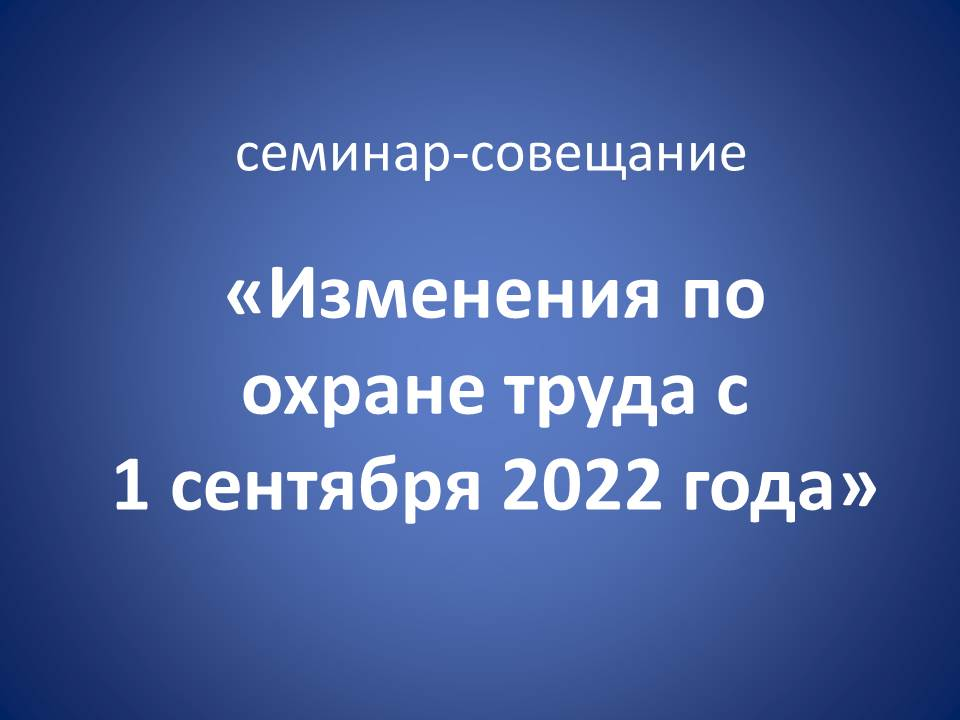 семинар-совещание
«Изменения по
охране труда с
1 сентября 2022 года»